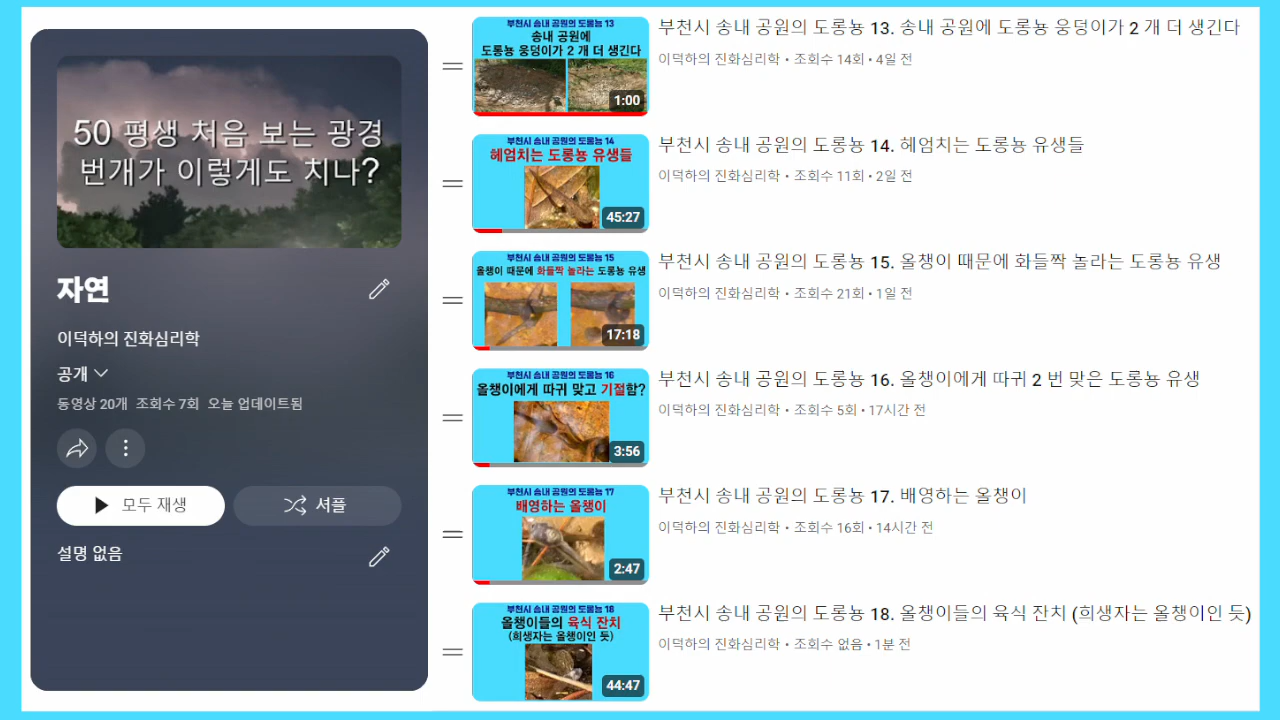 50 평생 처음 보는 광경
번개가 이렇게도 치나?
자연
이덕하의 진화심리학
공개
동영상 20개 조회수 7회 오늘 업데이트됨
모두 재생
셔플
설명 없음
부천시 송내 공원의 도롱뇽 13
송내 공원에
도롱뇽 웅덩이가 2 개 더 생긴다
1:00
부천시 송내 공원의 도롱뇽 13. 송내 공원에 도롱뇽 웅덩이가 2 개 더 생긴다
이덕하의 진화심리학 • 조회수 14회 • 4일 전
부천시 송내 공원의 도롱뇽 14
헤엄치는 도롱뇽 유생들
45:27
부천시 송내 공원의 도롱뇽 14. 헤엄치는 도롱뇽 유생들
이덕하의 진화심리학 • 조회수 11회 • 2일 전
부천시 송내 공원의 도롱뇽 15
올챙이 때문에 화들짝 놀라는 도롱뇽 유생
17:18
부천시 송내 공원의 도롱뇽 15. 올챙이 때문에 화들짝 놀라는 도롱뇽 유생
이덕하의 진화심리학 • 조회수 21회 • 1일 전
부천시 송내 공원의 도롱뇽 16
올챙이에게 따귀 맞고 기절함?
3:56
부천시 송내 공원의 도롱뇽 16. 올챙이에게 따귀 2 번 맞은 도롱뇽 유생
이덕하의 진화심리학 • 조회수 5회 • 17시간 전
부천시 송내 공원의 도롱뇽 17
배영하는 올챙이
2:47
부천시 송내 공원의 도롱뇽 17. 배영하는 올챙이
이덕하의 진화심리학 • 조회수 16회 • 14시간 전
부천시 송내 공원의 도롱뇽 18
올챙이들의 육식 잔치
(희생자는 올챙이인 듯)
44:47
부천시 송내 공원의 도롱뇽 18. 올챙이들의 육식 잔치 (희생자는 올챙이인 듯)
이덕하의 진화심리학 • 조회수 없음 • 1분 전